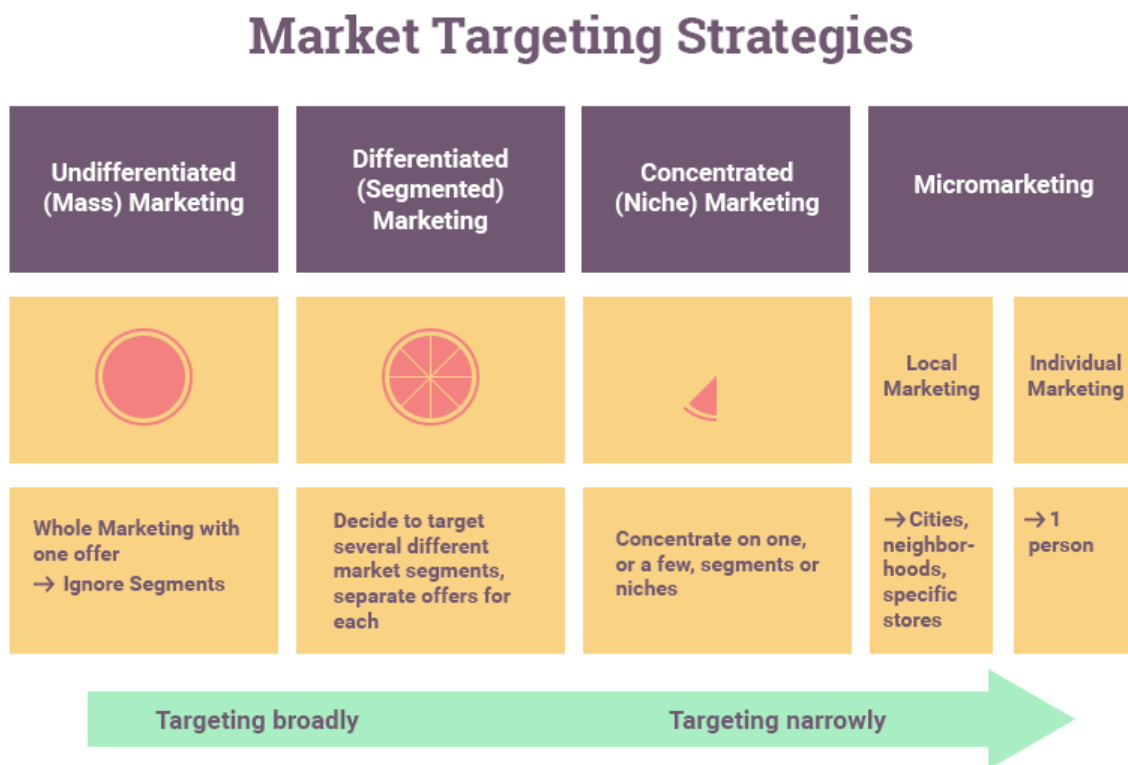 Market Targeting Strategies
Undifferentiated
(Mass) Marketing
Differentiated
(Segmented)
Marketing
Concentrated
(Niche) Marketing
Micromarketing
Local
Marketing
Individual
Marketing
Whole Marketing with
one offer
→ Ignore Segments
Decide to target
several different
market segments,
separate offers for
each
Concentrate on one,
or a few, segments or
niches
→ Cities,
neighbor-
hoods,
specific
stores
→ 1
person
Targeting broadly
Targeting narrowly